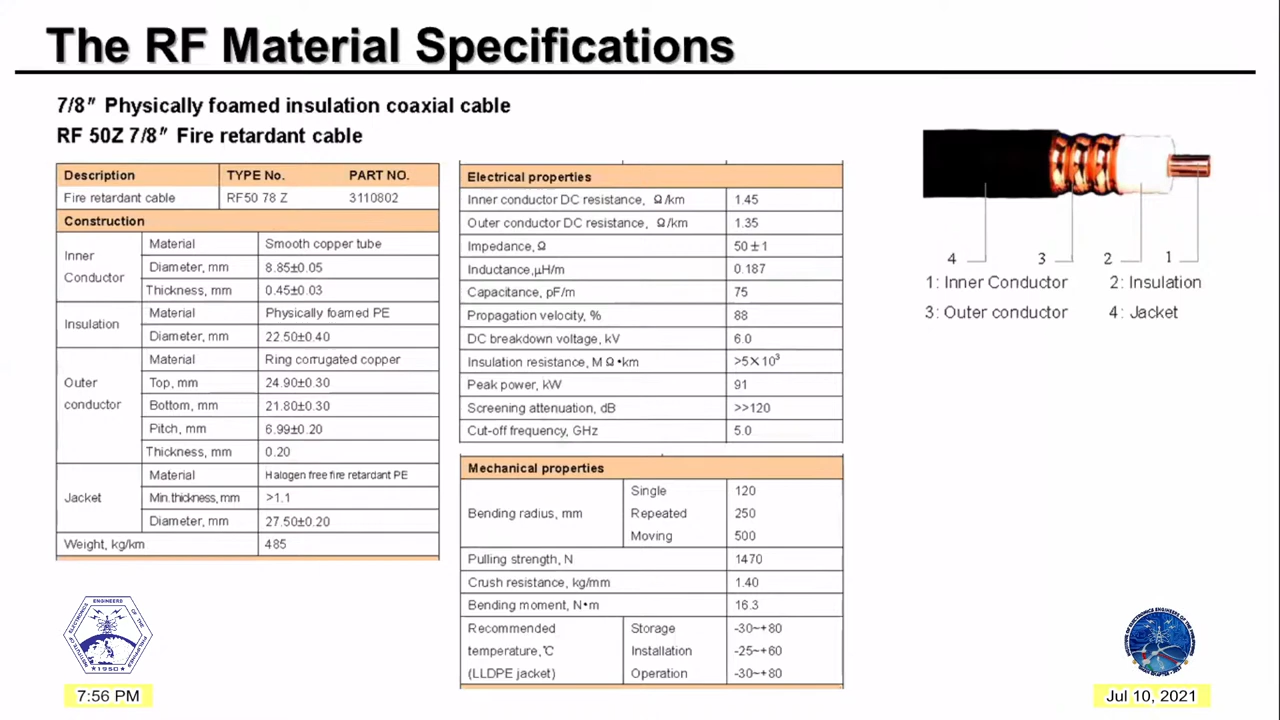 The RF Material Specifications
7/8″ Physically foamed insulation coaxial cable
RF 50Z 7/8″ Fire retardant cable
Description TYPE No. PART NO.
Fire retardant cable RF50 78 Z 3110802
Construction
Inner Conductor
Material Smooth copper tube
Diameter, mm 8.85±0.05
Thickness, mm 0.45±0.03
Insulation
Material Physically foamed PE
Diameter, mm 22.50±0.40
Outer conductor
Material Ring corrugated copper
Top, mm 24.90±0.30
Bottom, mm 21.80±0.30
Pitch, mm 6.99±0.20
Thickness, mm 0.20
Jacket
Material Halogen free fire retardant PE
Min.thickness, mm >1.1
Diameter, mm 27.50±0.20
Weight, kg/km 485
Electrical properties
Inner conductor DC resistance, Ω/km 1.45
Outer conductor DC resistance, Ω/km 1.35
Impedance, Ω 50±1
Inductance,μH/m 0.187
Capacitance, pF/m 75
Propagation velocity, % 88
DC breakdown voltage, kV 6.0
Insulation resistance, MΩ•km >5×10³
Peak power, kW 91
Screening attenuation, dB >>120
Cut-off frequency, GHz 5.0
Mechanical properties
Bending radius, mm
Single 120
Repeated 250
Moving 500
Pulling strength, N 1470
Crush resistance, kg/mm 1.40
Bending moment, N•m 16.3
Recommended
temperature,℃
(LLDPE jacket)
Storage -30~+80
Installation -25~+60
Operation -30~+80
4 3 2 1
1: Inner Conductor 2: Insulation
3: Outer conductor 4: Jacket
INSTITUTE OF ELECTRONICS ENGINEERS OF THE PHILIPPINES
1950
7:56 PM
Jul 10, 2021